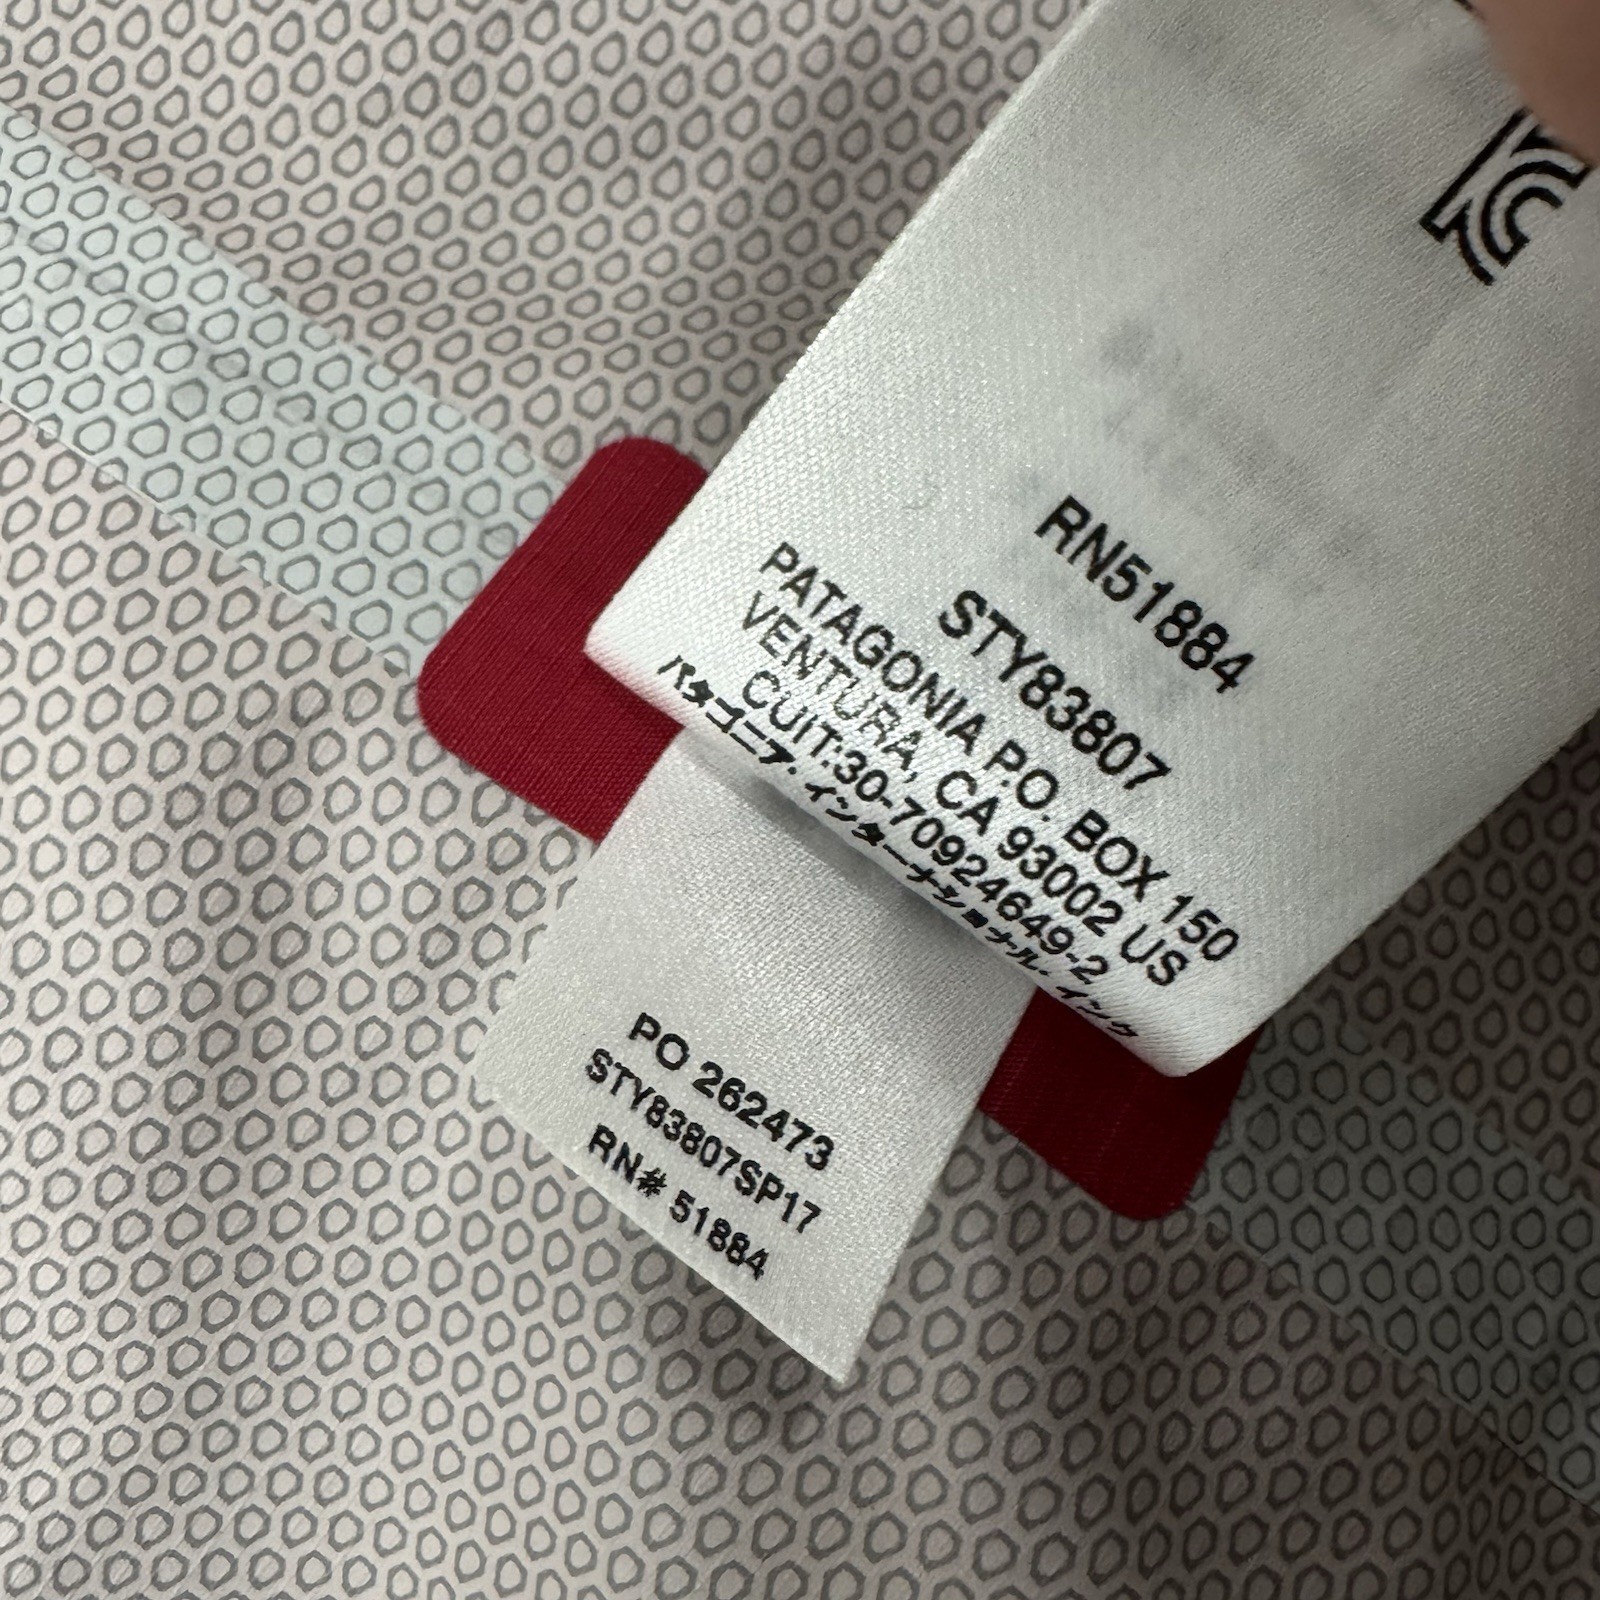 RN51884
STY83807
PATAGONIA P.O. BOX 150
VENTURA, CA 93002 US
CUIT:30-70924649-2
パタゴニア・インターナショナル・インク
PO 262473
STY83807SP17
RN# 51884